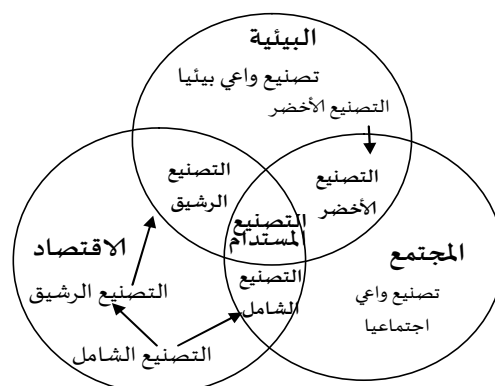 البيئية
تصنيع واعي بيئيا
التصنيع الأخضر
التصنيع
الرشيق
التصنيع
الأخضر
التصنيع
المستدام
الاقتصاد
المجتمع
التصنيع
الشامل
التصنيع الرشيق
التصنيع الشامل
تصنيع واعي
اجتماعيا